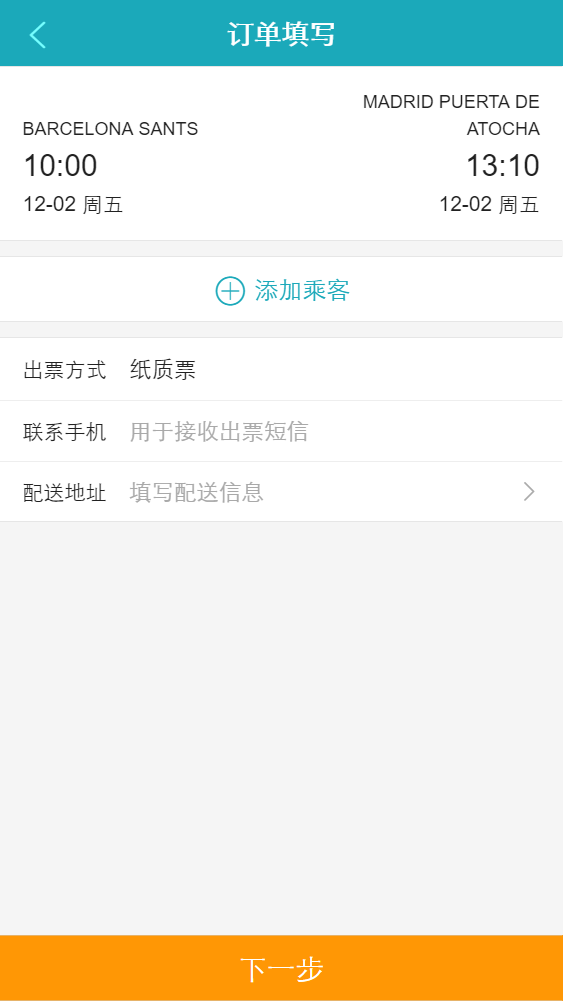 订单填写
BARCELONA SANTS
10:00
12-02 周五
MADRID PUERTA DE
ATOCHA
13:10
12-02 周五
添加乘客
出票方式 纸质票
联系手机 用于接收出票短信
配送地址 填写配送信息
下一步